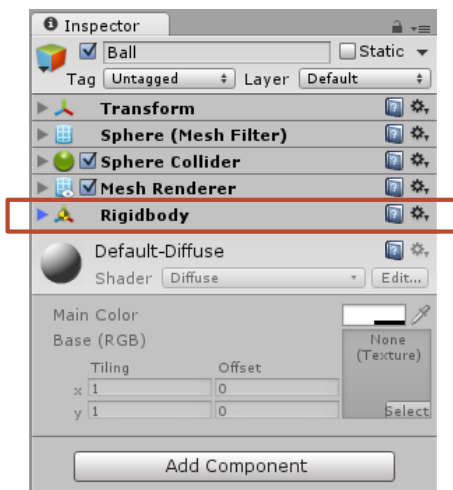 Inspector
Ball Static
Tag Untagged Layer Default
Transform
Sphere (Mesh Filter)
Sphere Collider
Mesh Renderer
Rigidbody
Default-Diffuse
Shader Diffuse Edit...
Main Color
Base (RGB) None
(Texture)
Tiling Offset
x 1 0
y 1 0 Select
Add Component